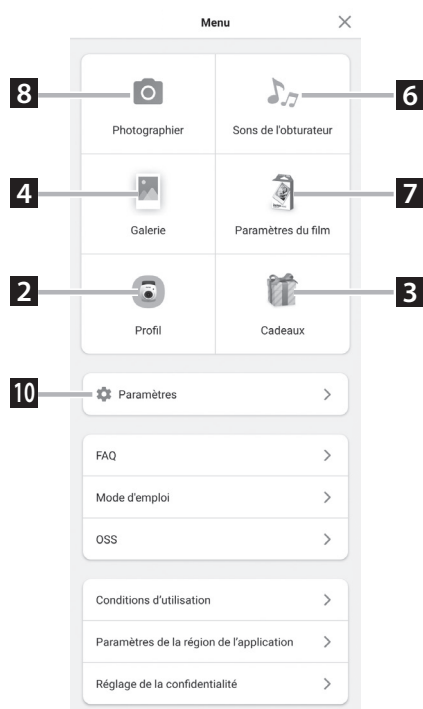 Menu
8
6
Photographier
Sons de l'obturateur
4
7
Galerie
Paramètres du film
2
3
Profil
Cadeaux
10
Paramètres
FAQ
Mode d'emploi
OSS
Conditions d'utilisation
Paramètres de la région de l'application
Réglage de la confidentialité